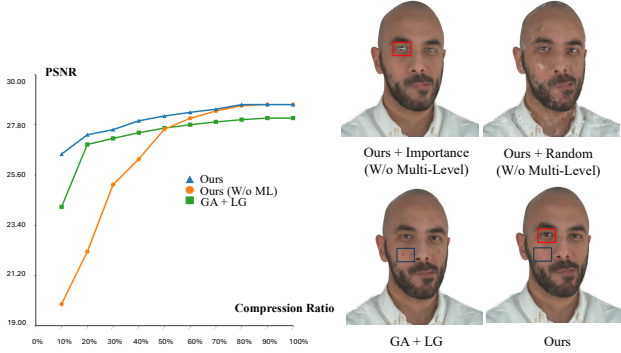 PSNR
30.00
27.80
25.60
23.40
21.20
19.00
Ours
Ours (W/o ML)
GA + LG
Compression Ratio
0% 10% 20% 30% 40% 50% 60% 70% 80% 90% 100%
Ours + Importance
(W/o Multi-Level)
Ours + Random
(W/o Multi-Level)
GA + LG
Ours